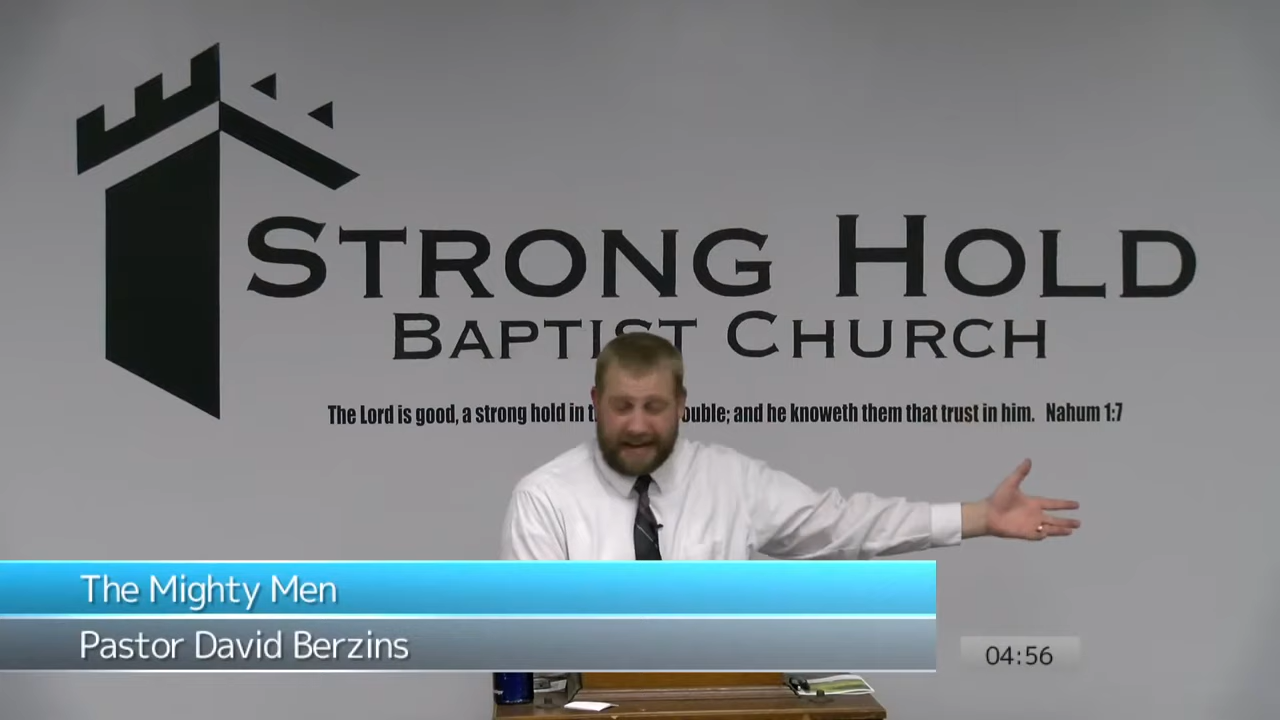 STRONG HOLD
BAPTIST CHURCH
The Lord is good, a strong hold in t ouble; and he knoweth them that trust in him. Nahum 1:7
The Mighty Men
Pastor David Berzins
04:56